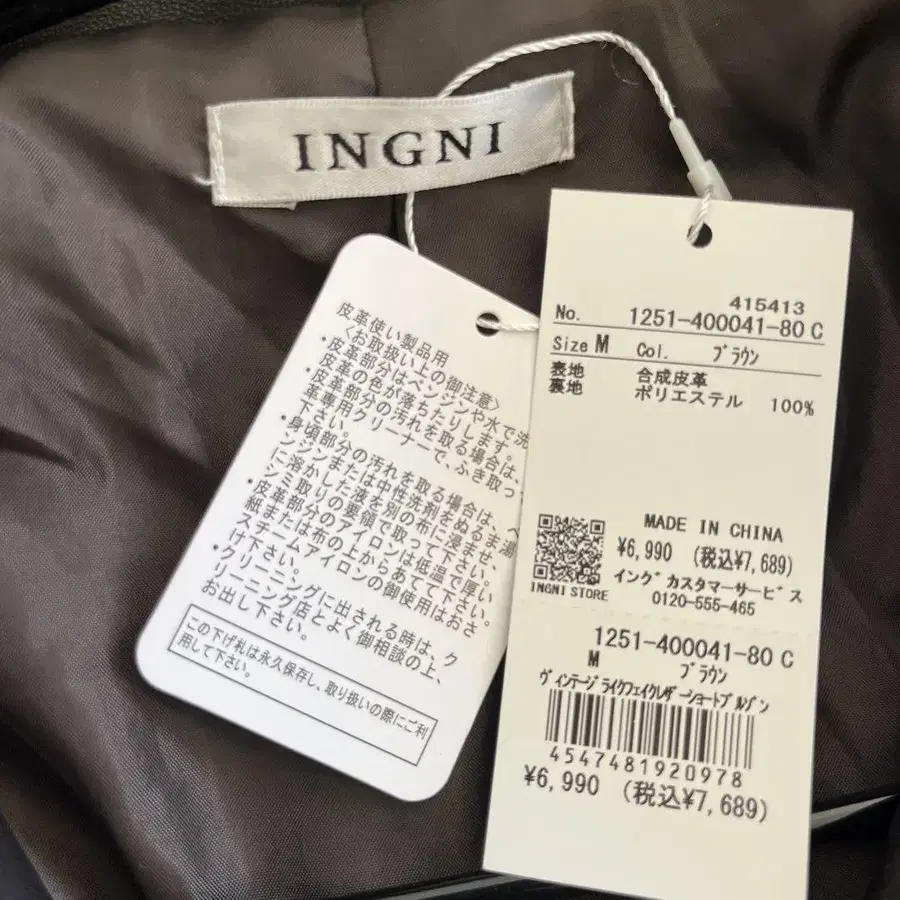 INGNI
皮革使い製品用
〈お取扱い上の御注意〉
・皮革部分はベンジンや水で洗
皮革の色が落ちたりします。
・皮革部分の汚れを取る場合は、
革専用クリーナーで、ふき取っ
下さい。
・身頃部分の汚れを取る場合は、ベ
ンジンまたは中性洗剤をぬるま湯
に溶かした液を別の布に浸ませ、
シミ取りの要領で取って下さい。
・皮革部分のアイロンは低温で厚い
紙または布の上からあてて下さい。
スチームアイロンの御使用はおさ
け下さい。
・クリーニングに出される時は、ク
リーニング店とよく御相談の上、
お出し下さい。
この下げ札は永久保存し、取り扱いの際にご利
用して下さい。
415413
No. 1251-400041-80 C
Size M Col. ブラウン
表地 合成皮革
裏地 ポリエステル 100%
MADE IN CHINA
¥6,990 (税込¥7,689)
INGNI STORE
イング カスタマーサービス
0120-555-465
1251-400041-80 C
M ブラウン
ヴィンテージライクフェイクレザーショートブルゾン
4547481920978
¥6,990 (税込¥7,689)